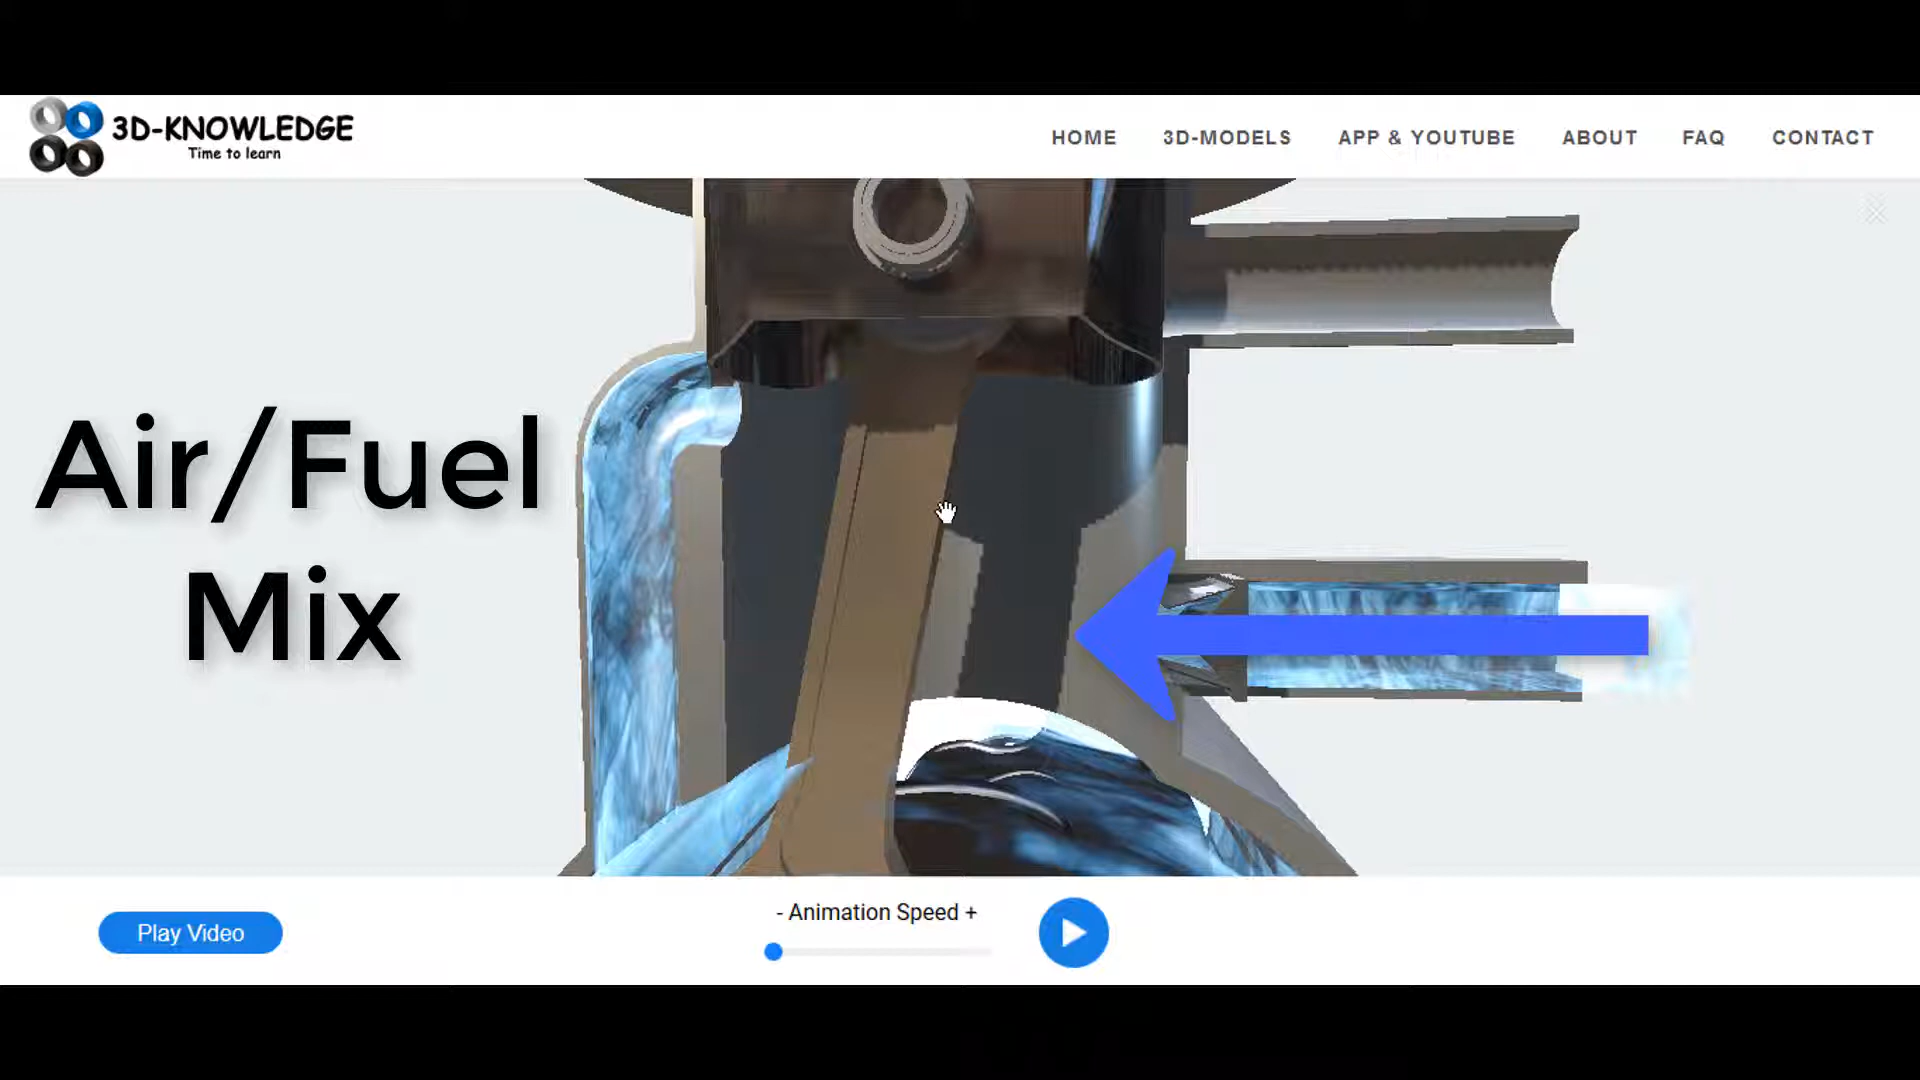 3D-KNOWLEDGE
Time to learn
HOME 3D-MODELS APP & YOUTUBE ABOUT FAQ CONTACT
Air/Fuel
Mix
- Animation Speed +
Play Video